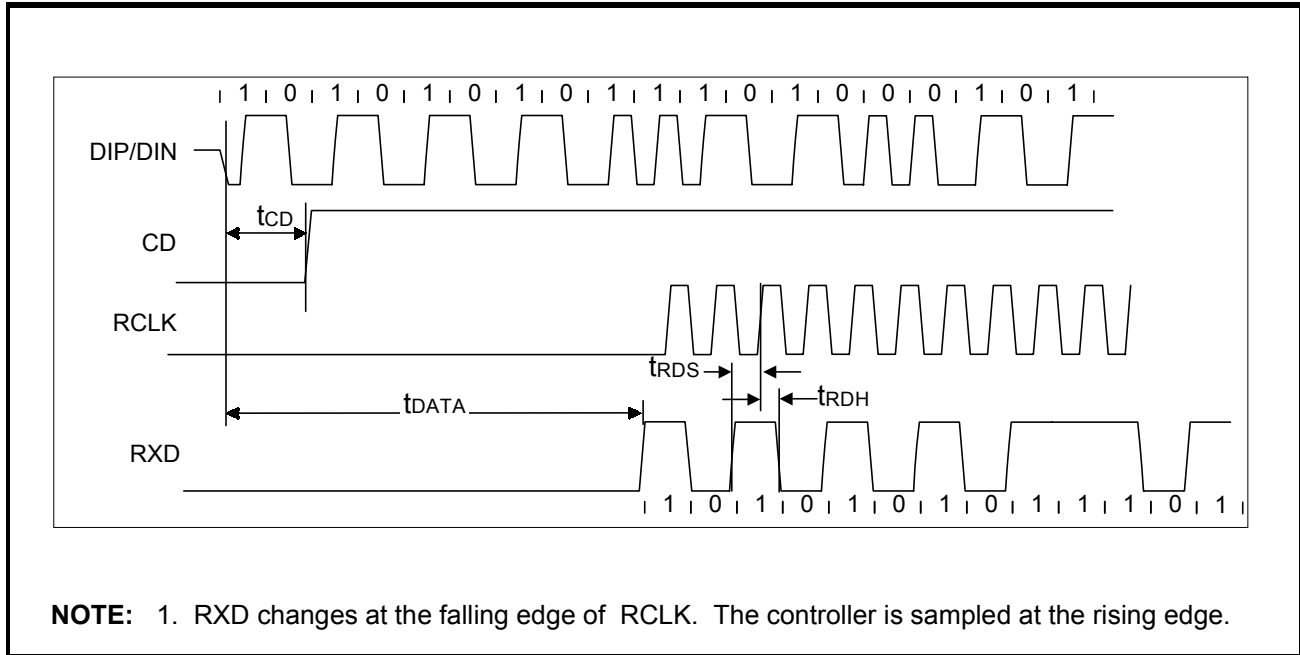 1 0 1 0 1 0 1 0 1 1 1 0 1 0 0 0 1 0 1
DIP/DIN
tCD
CD
RCLK
tRDS
tRDH
tDATA
RXD
1 0 1 0 1 0 1 0 1 1 1 0 1
NOTE: 1. RXD changes at the falling edge of RCLK. The controller is sampled at the rising edge.